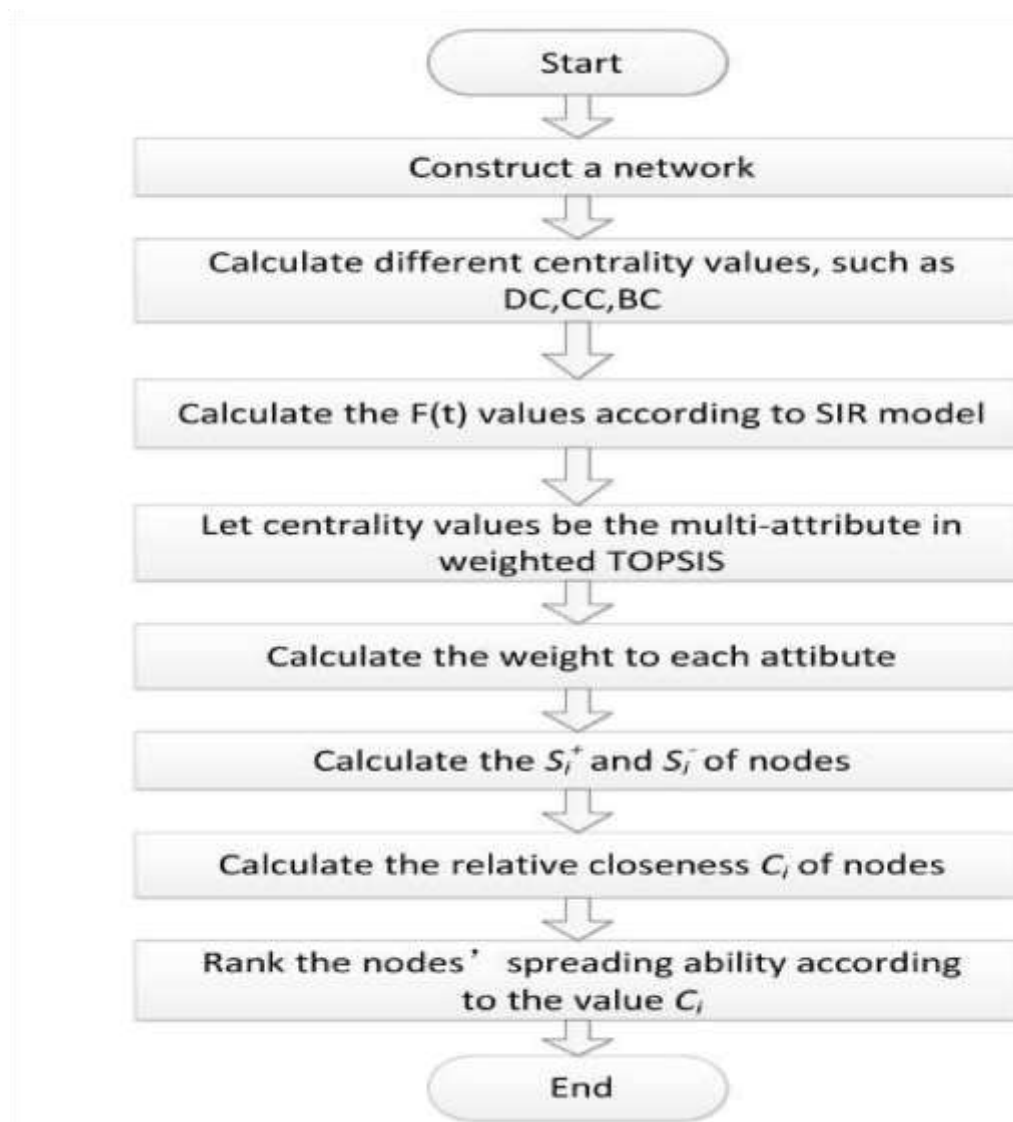 Start
Construct a network
Calculate different centrality values, such as
DC,CC,BC
Calculate the F(t) values according to SIR model
Let centrality values be the multi-attribute in
weighted TOPSIS
Calculate the weight to each attibute
Calculate the Sᵢ⁺ and Sᵢ⁻ of nodes
Calculate the relative closeness Cᵢ of nodes
Rank the nodes’ spreading ability according
to the value Cᵢ
End